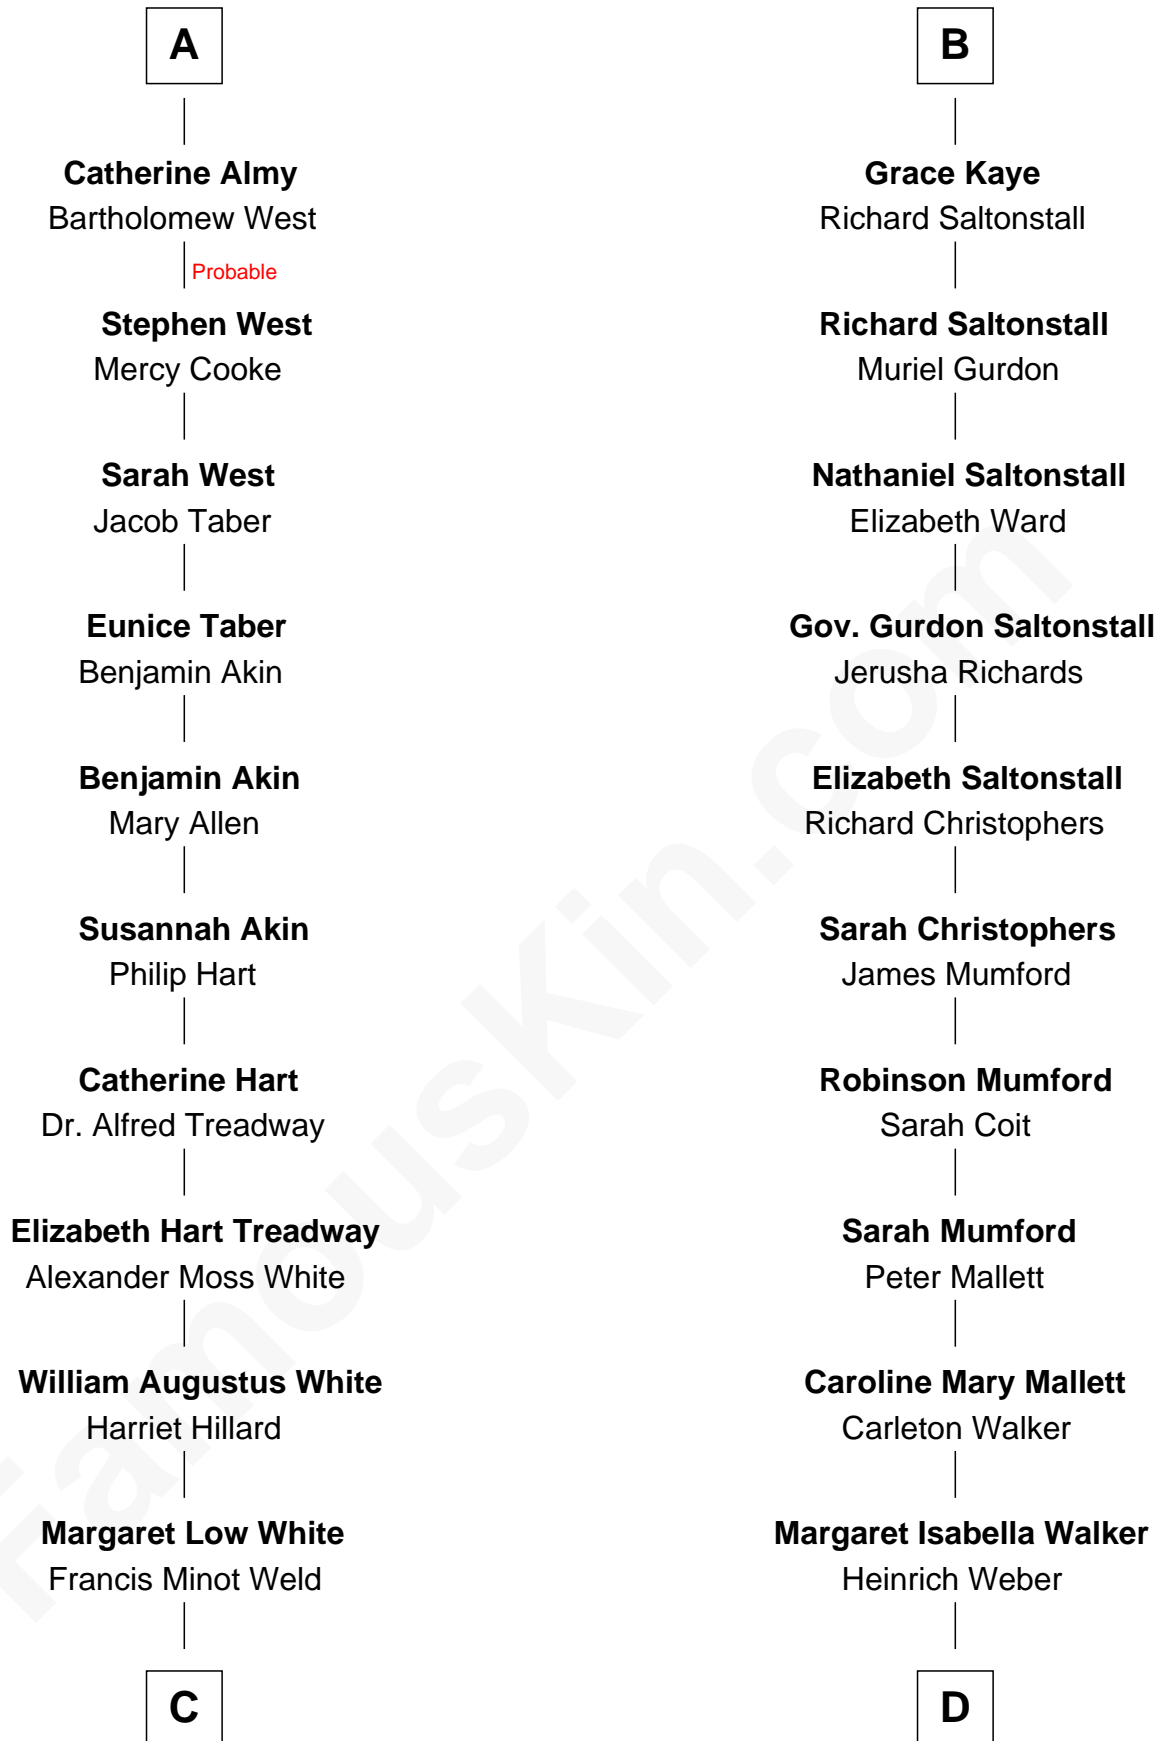 A
Catherine Almy
Bartholomew West
Probable
Stephen West
Mercy Cooke
Sarah West
Jacob Taber
Eunice Taber
Benjamin Akin
Benjamin Akin
Mary Allen
Susannah Akin
Philip Hart
Catherine Hart
Dr. Alfred Treadway
Elizabeth Hart Treadway
Alexander Moss White
William Augustus White
Harriet Hillard
Margaret Low White
Francis Minot Weld
C
B
Grace Kaye
Richard Saltonstall
Richard Saltonstall
Muriel Gurdon
Nathaniel Saltonstall
Elizabeth Ward
Gov. Gurdon Saltonstall
Jerusha Richards
Elizabeth Saltonstall
Richard Christophers
Sarah Christophers
James Mumford
Robinson Mumford
Sarah Coit
Sarah Mumford
Peter Mallett
Caroline Mary Mallett
Carleton Walker
Margaret Isabella Walker
Heinrich Weber
D
FamousKin.com